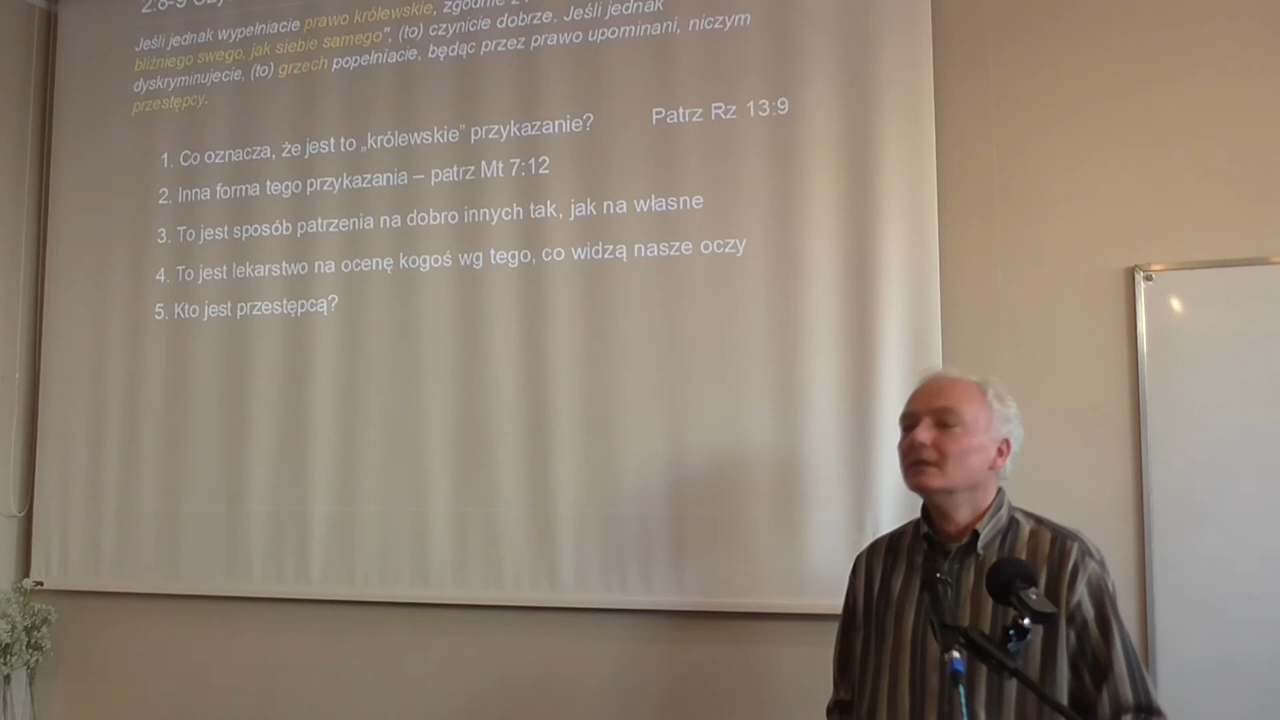 2:8-9
Jeśli jednak wypełniacie prawo królewskie, zgodnie z
bliźniego swego, jak siebie samego", (to) czynicie dobrze. Jeśli jednak
dyskryminujecie, (to) grzech popełniacie, będąc przez prawo upominani, niczym
przestępcy.
1. Co oznacza, że jest to „królewskie” przykazanie? Patrz Rz 13:9
2. Inna forma tego przykazania – patrz Mt 7:12
3. To jest sposób patrzenia na dobro innych tak, jak na własne
4. To jest lekarstwo na ocenę kogoś wg tego, co widzą nasze oczy
5. Kto jest przestępcą?